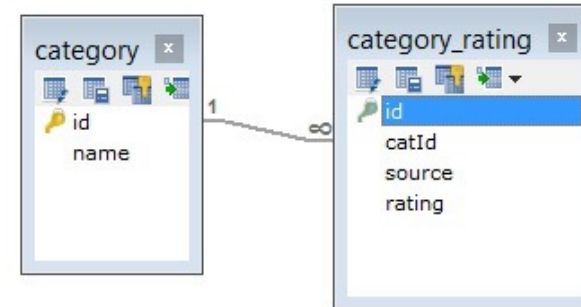 category
id
name
1
∞
category_rating
id
catId
source
rating